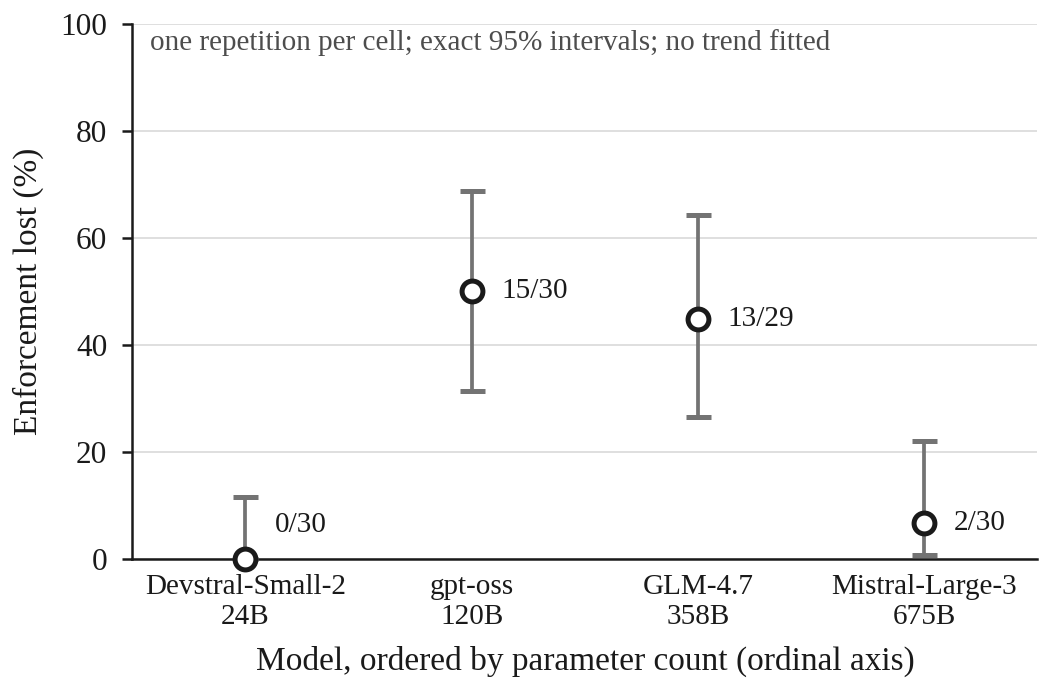 100
one repetition per cell; exact 95% intervals; no trend fitted
80
60
40
20
0
Enforcement lost (%)
15/30
13/29
0/30
2/30
Devstral-Small-2
24B
gpt-oss
120B
GLM-4.7
358B
Mistral-Large-3
675B
Model, ordered by parameter count (ordinal axis)